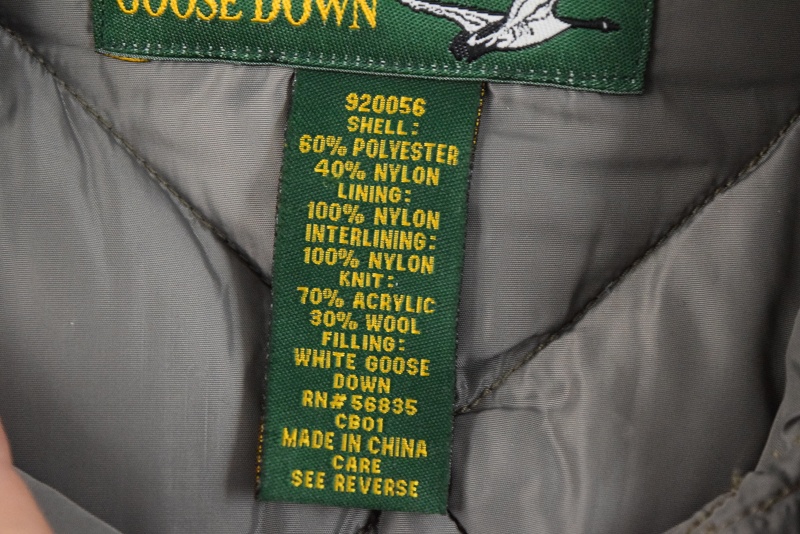 GOOSE DOWN
920056
SHELL:
60% POLYESTER
40% NYLON
LINING:
100% NYLON
INTERLINING:
100% NYLON
KNIT:
70% ACRYLIC
30% WOOL
FILLING:
WHITE GOOSE
DOWN
RN# 56835
CB01
MADE IN CHINA
CARE
SEE REVERSE